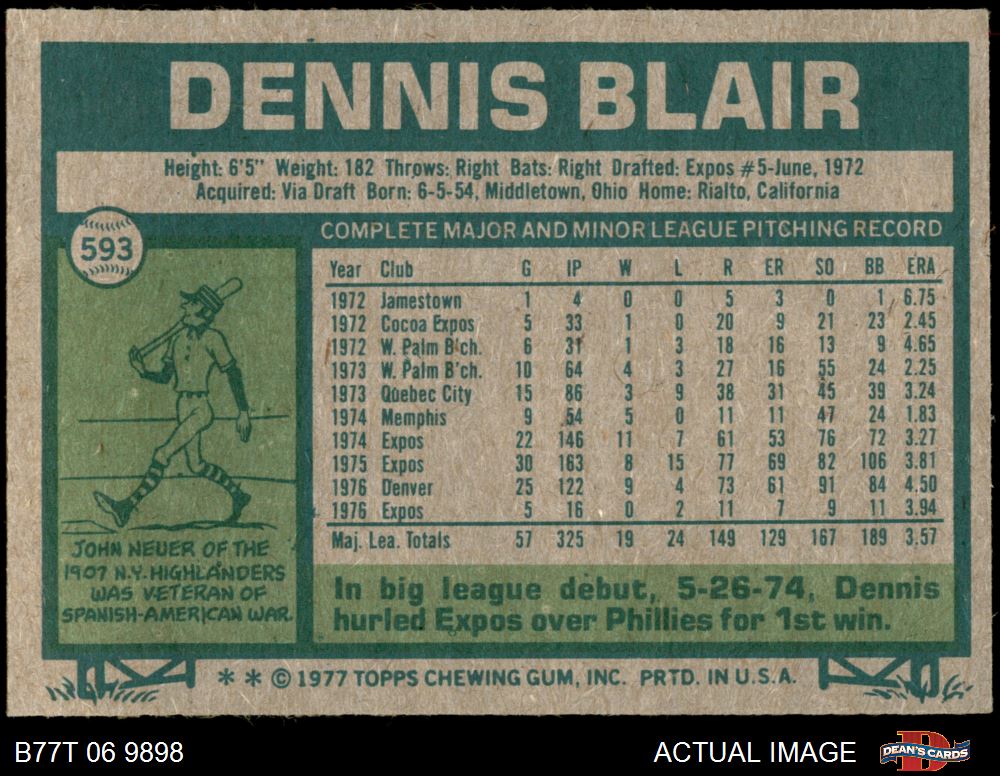 DENNIS BLAIR
Height: 6'5" Weight: 182 Throws: Right Bats: Right Drafted: Expos #5-June, 1972
Acquired: Via Draft Born: 6-5-54, Middletown, Ohio Home: Rialto, California
593
COMPLETE MAJOR AND MINOR LEAGUE PITCHING RECORD
Year Club G IP W L R ER SO BB ERA
1972 Jamestown 1 4 0 0 5 3 0 1 6.75
1972 Cocoa Expos 5 33 1 0 20 9 21 23 2.45
1972 W. Palm B'ch. 6 31 1 3 18 16 13 9 4.65
1973 W. Palm B'ch. 10 64 4 3 27 16 55 24 2.25
1973 Quebec City 15 86 3 9 38 31 45 39 3.24
1974 Memphis 9 54 5 0 11 11 47 24 1.83
1974 Expos 22 146 11 7 61 53 76 72 3.27
1975 Expos 30 163 8 15 77 69 82 106 3.81
1976 Denver 25 122 9 4 73 61 91 84 4.50
1976 Expos 5 16 0 2 11 7 9 11 3.94
Maj. Lea. Totals 57 325 19 24 149 129 167 189 3.57
JOHN NEUER OF THE
1907 N.Y. HIGHLANDERS
WAS VETERAN OF
SPANISH-AMERICAN WAR.
In big league debut, 5-26-74, Dennis
hurled Expos over Phillies for 1st win.
* * © 1977 TOPPS CHEWING GUM, INC. PRTD. IN U.S.A.
B77T 06 9898
ACTUAL IMAGE
DEAN'S CARDS